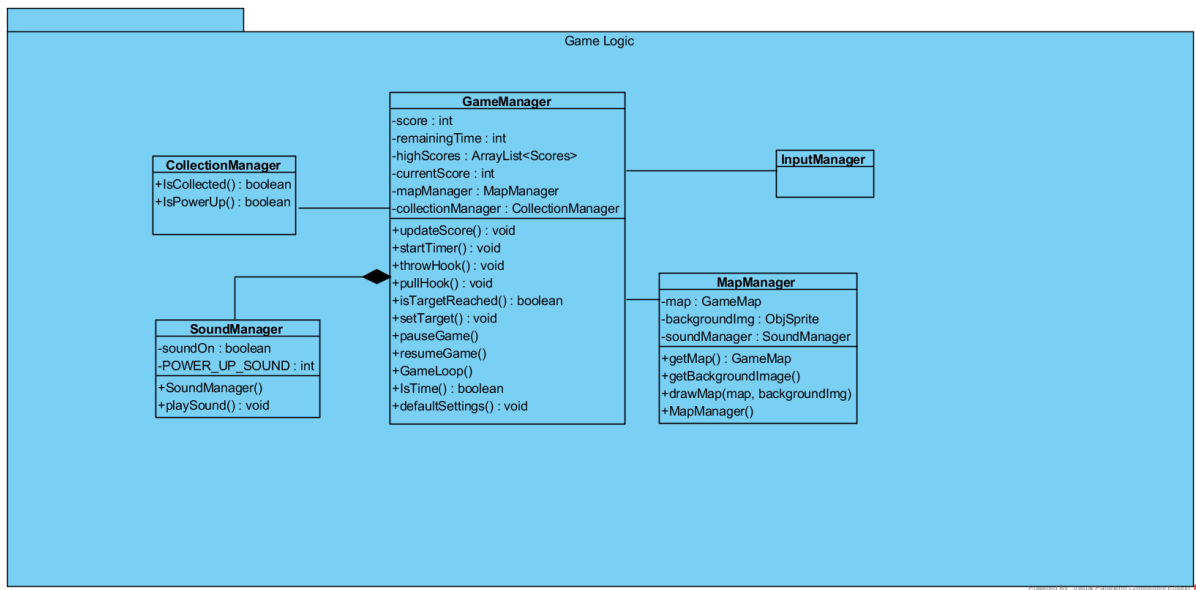 Game Logic
GameManager
-score : int
-remainingTime : int
-highScores : ArrayList<Scores>
-currentScore : int
-mapManager : MapManager
-collectionManager : CollectionManager
+updateScore() : void
+startTimer() : void
+throwHook() : void
+pullHook() : void
+isTargetReached() : boolean
+setTarget() : void
+pauseGame()
+resumeGame()
+GameLoop()
+IsTime() : boolean
+defaultSettings() : void
CollectionManager
+IsCollected() : boolean
+IsPowerUp() : boolean
InputManager
SoundManager
-soundOn : boolean
-POWER_UP_SOUND : int
+SoundManager()
+playSound() : void
MapManager
-map : GameMap
-backgroundImg : ObjSprite
-soundManager : SoundManager
+getMap() : GameMap
+getBackgroundImage()
+drawMap(map, backgroundImg)
+MapManager()